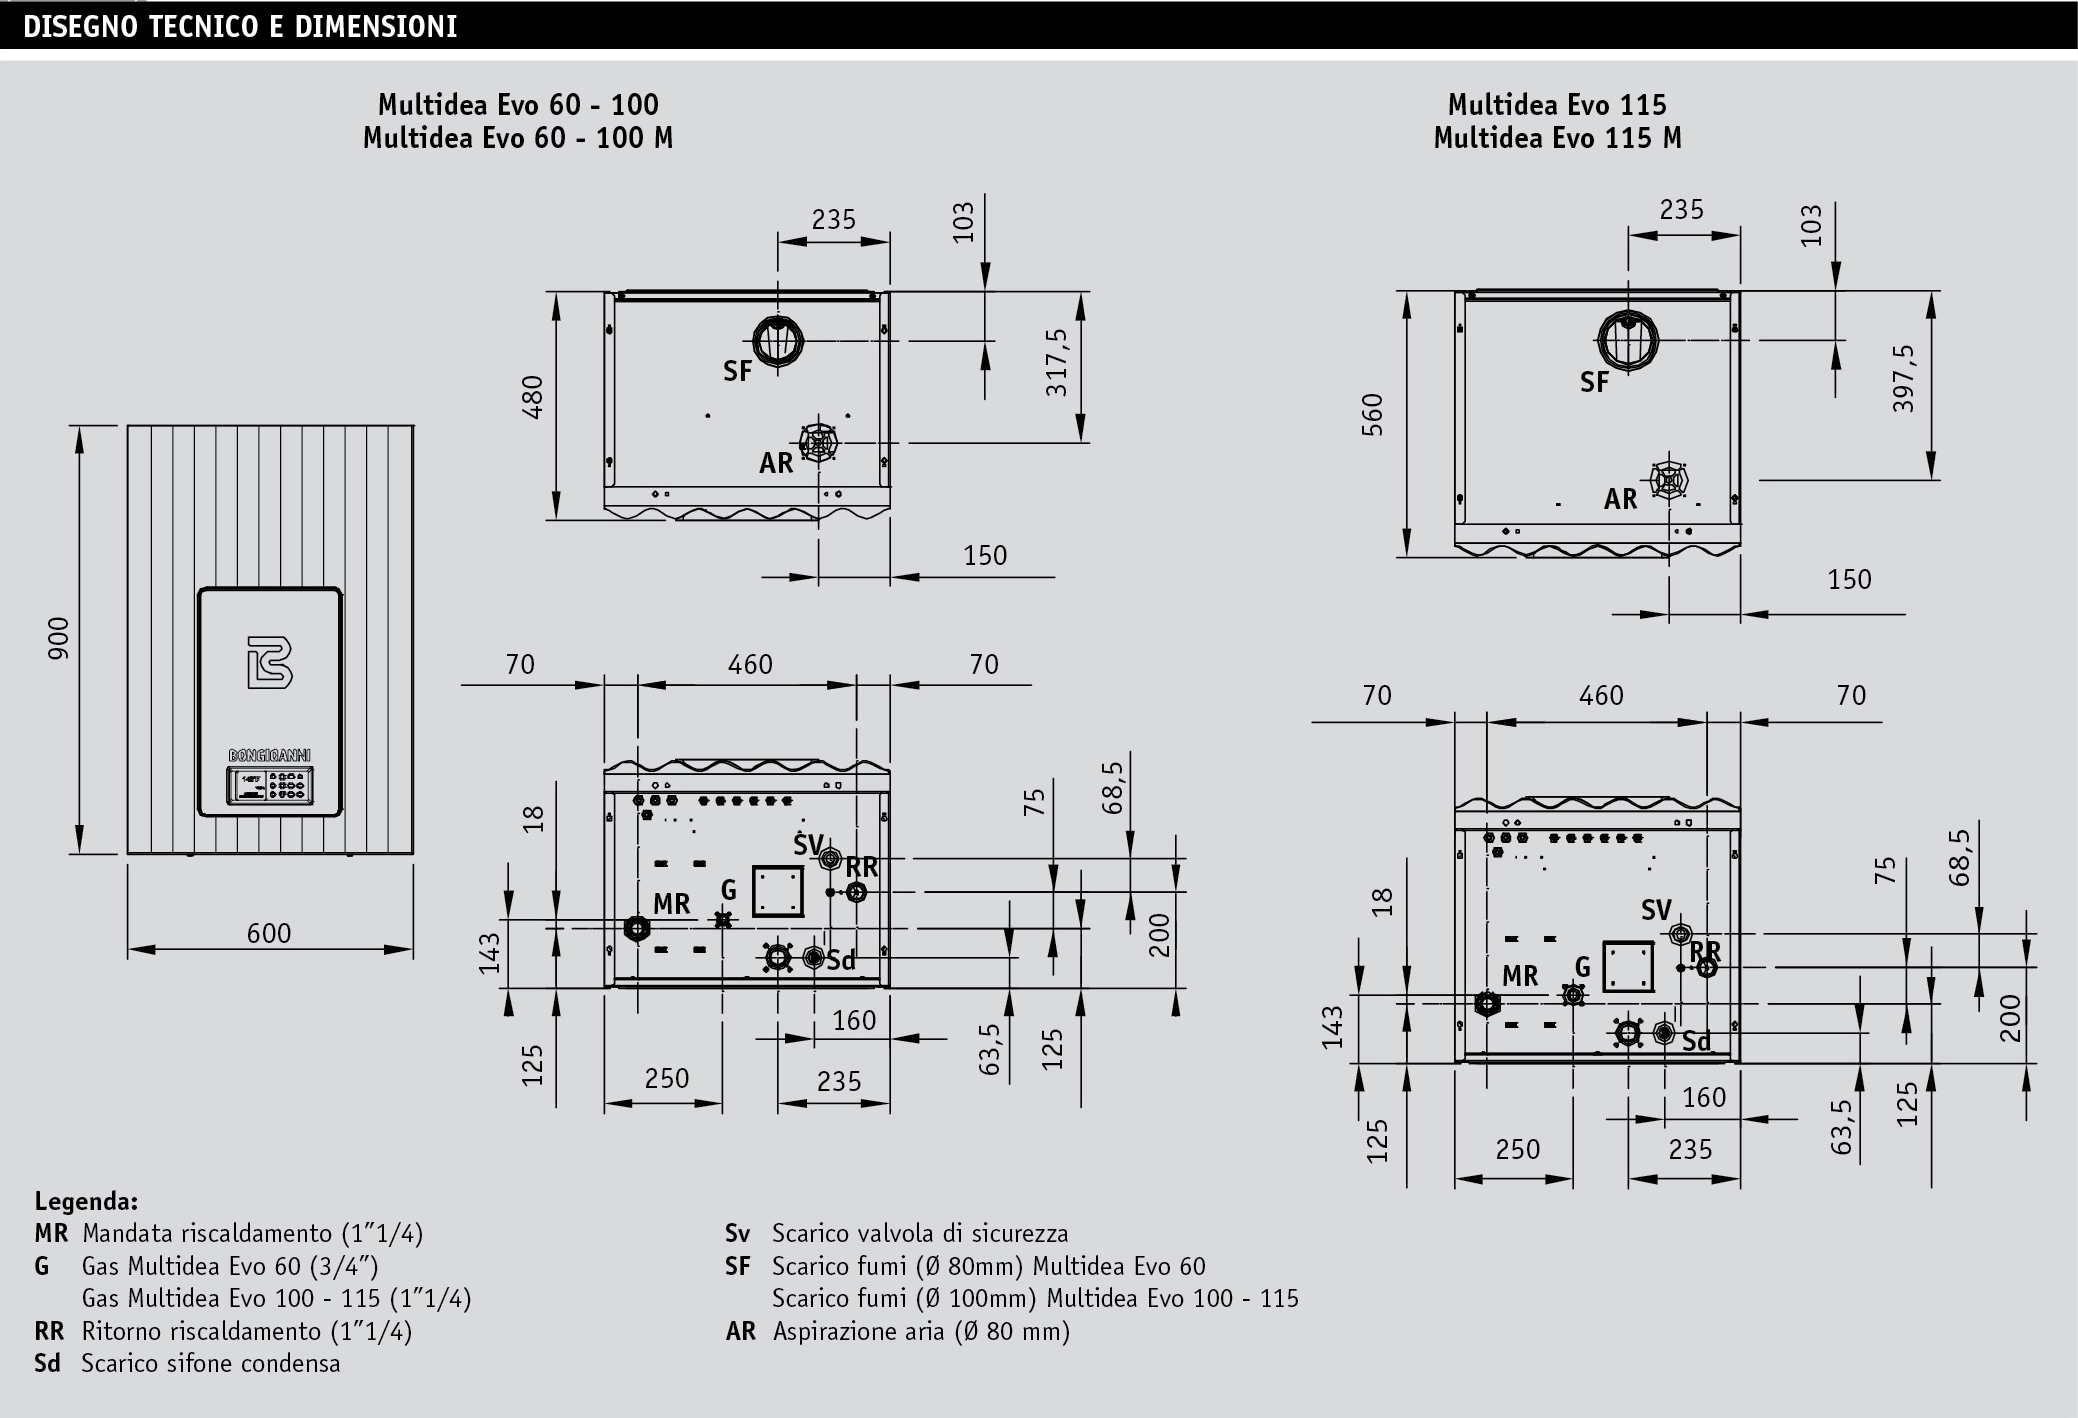 DISEGNO TECNICO E DIMENSIONI
Multidea Evo 60 - 100
Multidea Evo 60 - 100 M
Multidea Evo 115
Multidea Evo 115 M
235
103
480
SF
317,5
AR
150
235
103
560
SF
397,5
AR
150
900
BONGIOANNI
600
70
460
70
18
75
68,5
SV
RR
G
MR
143
200
Sd
160
125
63,5
125
250
235
70
460
70
18
75
68,5
SV
RR
G
MR
143
200
Sd
160
125
63,5
125
250
235
Legenda:
MR Mandata riscaldamento (1”1/4)
G Gas Multidea Evo 60 (3/4”)
Gas Multidea Evo 100 - 115 (1”1/4)
RR Ritorno riscaldamento (1”1/4)
Sd Scarico sifone condensa
Sv Scarico valvola di sicurezza
SF Scarico fumi (Ø 80mm) Multidea Evo 60
Scarico fumi (Ø 100mm) Multidea Evo 100 - 115
AR Aspirazione aria (Ø 80 mm)